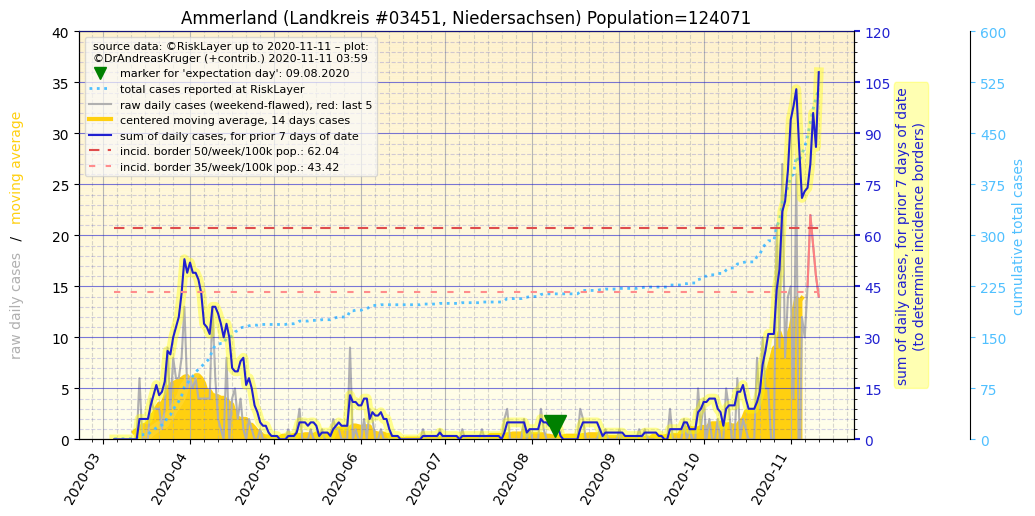 Ammerland (Landkreis #03451, Niedersachsen) Population=124071
source data: ©RiskLayer up to 2020-11-11 – plot:
©DrAndreasKruger (+contrib.) 2020-11-11 03:59
marker for 'expectation day': 09.08.2020
total cases reported at RiskLayer
raw daily cases (weekend-flawed), red: last 5
centered moving average, 14 days cases
sum of daily cases, for prior 7 days of date
incid. border 50/week/100k pop.: 62.04
incid. border 35/week/100k pop.: 43.42
raw daily cases / moving average
40
35
30
25
20
15
10
5
0
2020-03
2020-04
2020-05
2020-06
2020-07
2020-08
2020-09
2020-10
2020-11
120
105
90
75
60
45
30
15
0
sum of daily cases, for prior 7 days of date
(to determine incidence borders)
600
525
450
375
300
225
150
75
0
cumulative total cases